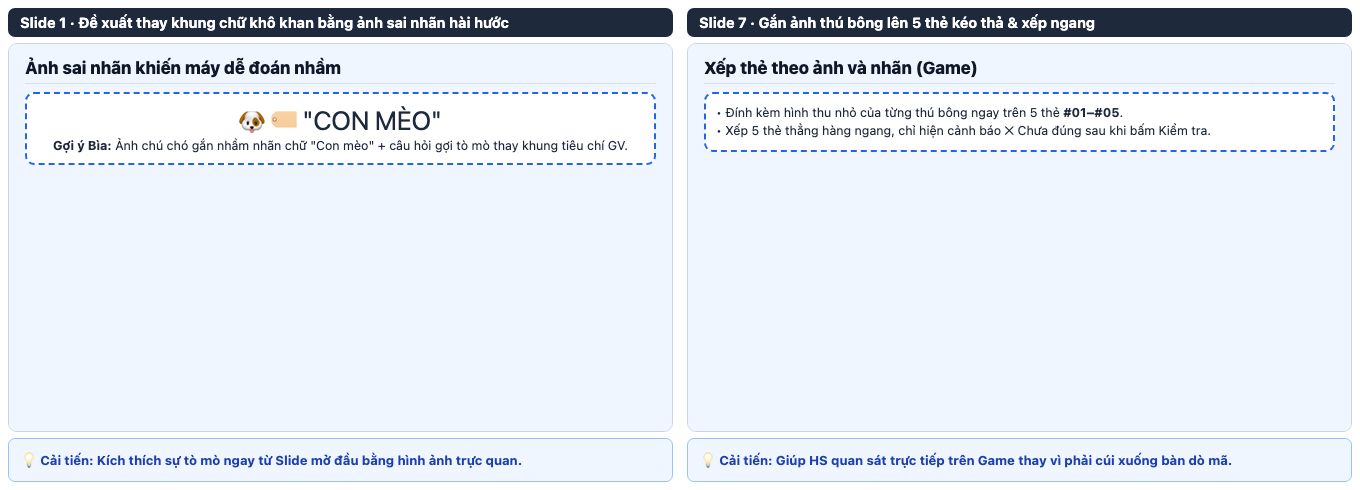 Slide 1 · Đề xuất thay khung chữ khô khan bằng ảnh sai nhãn hài hước
Ảnh sai nhãn khiến máy dễ đoán nhầm
"CON MÈO"
Gợi ý Bìa: Ảnh chú chó gắn nhầm nhãn chữ "Con mèo" + câu hỏi gợi tò mò thay khung tiêu chí GV.
💡 Cải tiến: Kích thích sự tò mò ngay từ Slide mở đầu bằng hình ảnh trực quan.
Slide 7 · Gắn ảnh thú bông lên 5 thẻ kéo thả & xếp ngang
Xếp thẻ theo ảnh và nhãn (Game)
• Đính kèm hình thu nhỏ của từng thú bông ngay trên 5 thẻ #01–#05.
• Xếp 5 thẻ thẳng hàng ngang, chỉ hiện cảnh báo ✕ Chưa đúng sau khi bấm Kiểm tra.
💡 Cải tiến: Giúp HS quan sát trực tiếp trên Game thay vì phải cúi xuống bàn dò mã.